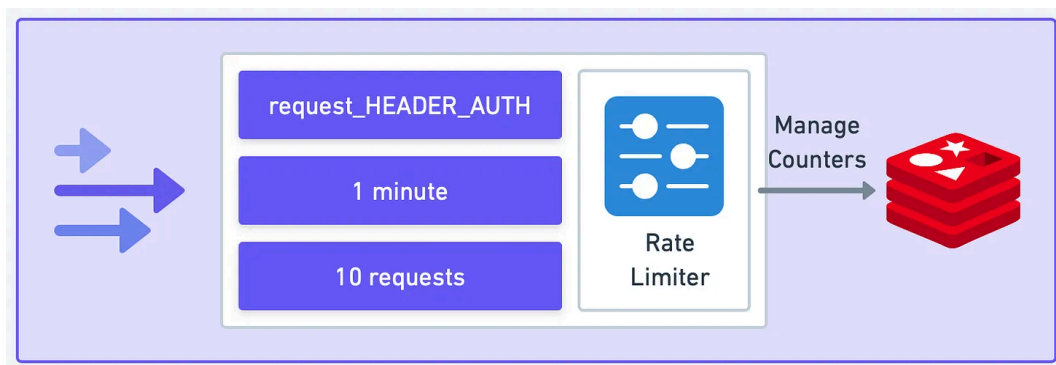 request_HEADER_AUTH
1 minute
10 requests
Rate
Limiter
Manage
Counters